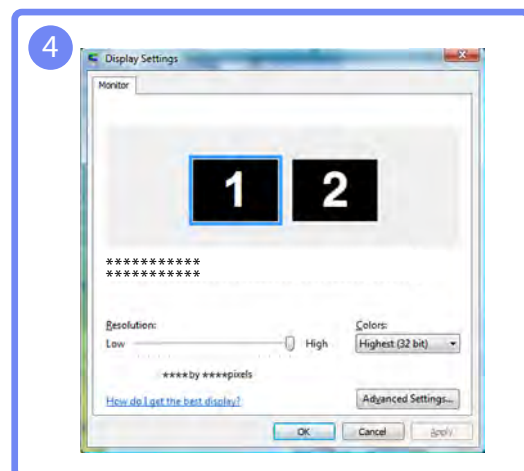 4
Display Settings
Monitor
1 2
***********
***********
Resolution: Colors:
Low High Highest (32 bit)
**** by **** pixels
How do I get the best display? Advanced Settings...
OK Cancel Apply